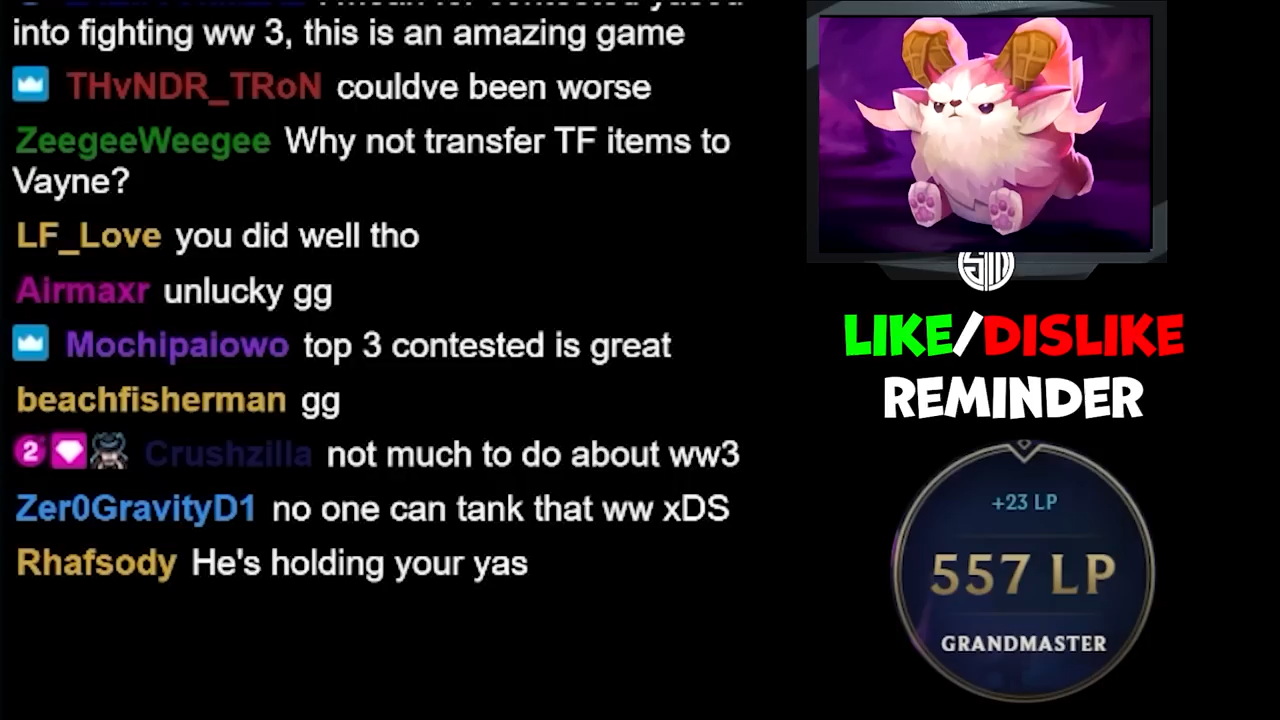 into fighting ww 3, this is an amazing game
THvNDR_TRoN couldve been worse
ZeegeeWeegee Why not transfer TF items to
Vayne?
LF_Love you did well tho
Airmaxr unlucky gg
Mochipaiowo top 3 contested is great
beachfisherman gg
2 Crushzilla not much to do about ww3
Zer0GravityD1 no one can tank that ww xDS
Rhafsody He's holding your yas
TSM
LIKE/DISLIKE
REMINDER
+23 LP
557 LP
GRANDMASTER